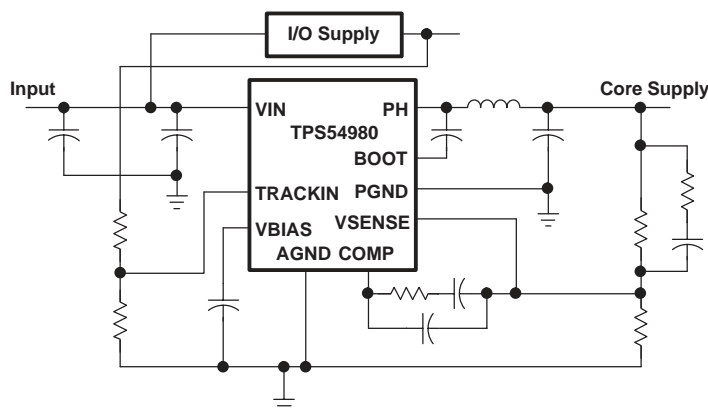 I/O Supply
Input
Core Supply
VIN
PH
TPS54980
BOOT
TRACKIN
PGND
VBIAS
VSENSE
AGND COMP